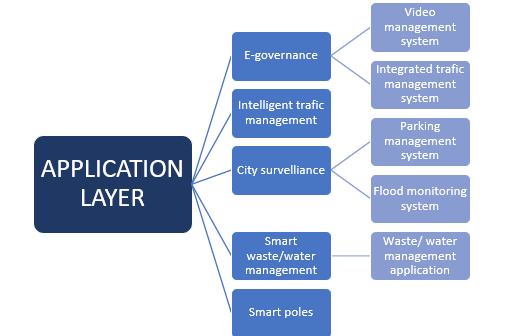 APPLICATION
LAYER
E-governance
Video
management
system
Integrated trafic
management
system
Intelligent trafic
management
City survelliance
Parking
management
system
Flood monitoring
system
Smart
waste/water
management
Waste/ water
management
application
Smart poles